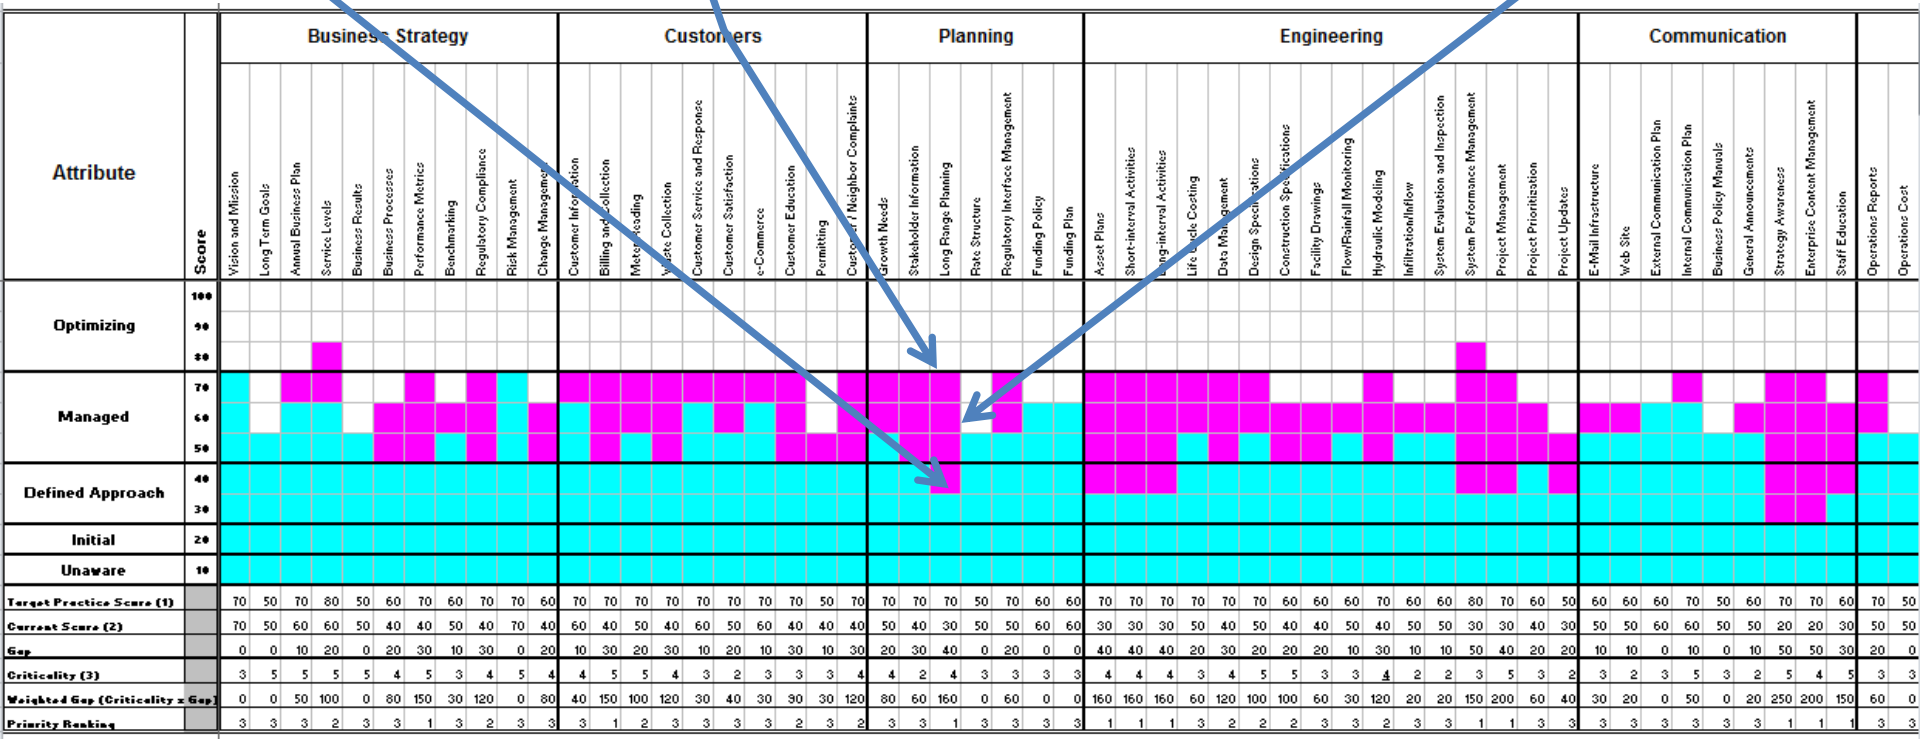 Business Strategy Customers Planning Engineering Communication
Attribute
Score
Vision and Mission
Long Term Goals
Annual Business Plan
Service Levels
Business Results
Business Processes
Performance Metrics
Benchmarking
Regulatory Compliance
Risk Management
Change Management
Customer Information
Billing and Collection
Meter Reading
Waste Collection
Customer Service and Response
Customer Satisfaction
e-Commerce
Customer Education
Permitting
Customer / Neighbor Complaints
Growth Needs
Stakeholder Information
Long Range Planning
Rate Structure
Regulatory Interface Management
Funding Policy
Funding Plan
Asset Plans
Short-interval Activities
Long-interval Activities
Life Cycle Costing
Data Management
Design Specifications
Construction Specifications
Facility Drawings
Flow/Rainfall Monitoring
Hydraulic Modeling
Infiltration/Inflow
System Evaluation and Inspection
System Performance Management
Project Management
Project Prioritization
Project Updates
E-Mail Infrastructure
Web Site
External Communication Plan
Internal Communication Plan
Business Policy Manuals
General Announcements
Strategy Awareness
Enterprise Content Management
Staff Education
Operations Reports
Operations Cost
100
Optimizing 90
80
70
Managed 60
50
40
Defined Approach
30
Initial 20
Unaware 10
Target Practice Score (1) 70 50 70 80 50 60 70 60 70 70 60 70 70 70 70 70 70 70 70 50 70 70 70 70 50 70 60 60 70 70 70 70 70 70 60 60 60 70 60 60 80 70 60 50 60 60 60 70 50 60 70 70 60 70 50
Current Score (2) 70 50 60 60 50 40 40 50 40 70 40 60 40 50 40 60 50 60 40 40 40 50 40 30 50 50 60 60 30 30 30 50 40 50 40 40 50 40 50 50 30 30 40 30 50 50 60 60 50 50 20 20 30 50 50
Gap 0 0 10 20 0 20 30 10 30 0 20 10 30 20 30 10 20 10 30 10 30 20 30 40 0 20 0 0 40 40 40 20 30 20 20 20 10 30 10 10 50 40 20 20 10 10 0 10 0 10 50 50 30 20 0
Criticality (3) 3 5 5 5 5 4 5 3 4 5 4 4 5 5 4 3 2 3 3 3 4 4 2 4 3 3 3 3 4 4 4 3 4 5 5 3 3 4 2 2 3 5 3 2 3 2 3 5 3 2 5 4 5 3 3
Weighted Gap (Criticality x Gap) 0 0 50 100 0 80 150 30 120 0 80 40 150 100 120 30 40 30 90 30 120 80 60 160 0 60 0 0 160 160 160 60 120 100 100 60 30 120 20 20 150 200 60 40 30 20 0 50 0 20 250 200 150 60 0
Priority Ranking 3 3 3 2 3 3 1 3 2 3 3 3 1 2 2 3 3 3 2 3 2 3 3 1 3 3 3 3 1 1 1 3 2 2 2 3 3 2 3 3 1 1 3 3 3 3 3 3 3 3 1 1 1 3 3